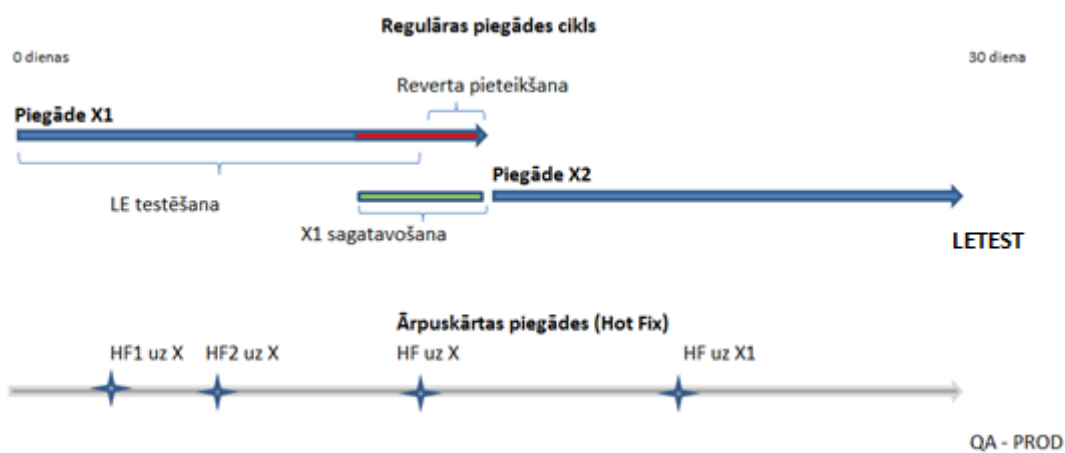 Regulāras piegādes cikls
0 dienas
30 diena
Reverta pieteikšana
Piegāde X1
Piegāde X2
LE testēšana
X1 sagatavošana
LETEST
Ārpuskārtas piegādes (Hot Fix)
HF1 uz X
HF2 uz X
HF uz X
HF uz X1
QA - PROD